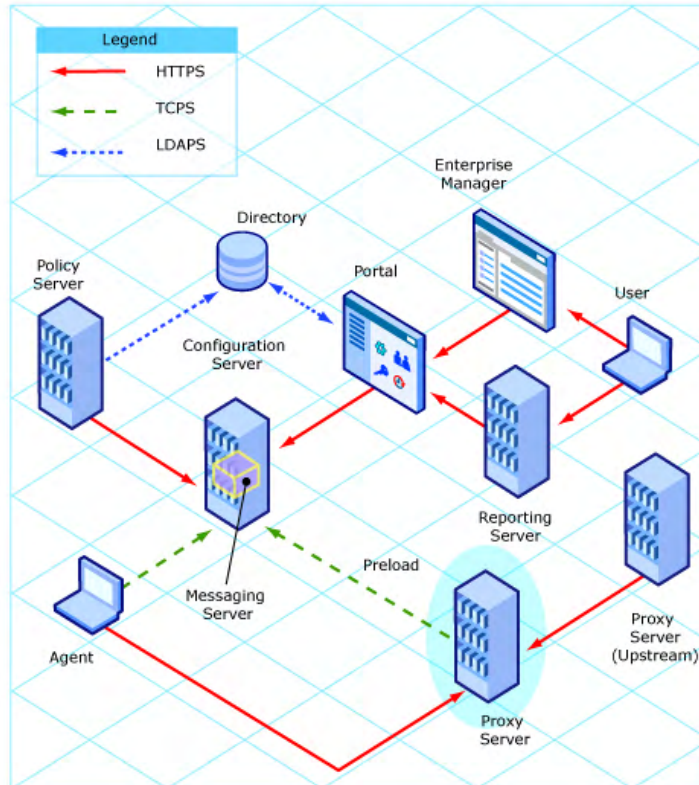 Legend
HTTPS
TCPS
LDAPS
Enterprise
Manager
Directory
Policy
Server
Portal
User
Configuration
Server
Reporting
Server
Preload
Messaging
Server
Agent
Proxy
Server
(Upstream)
Proxy
Server